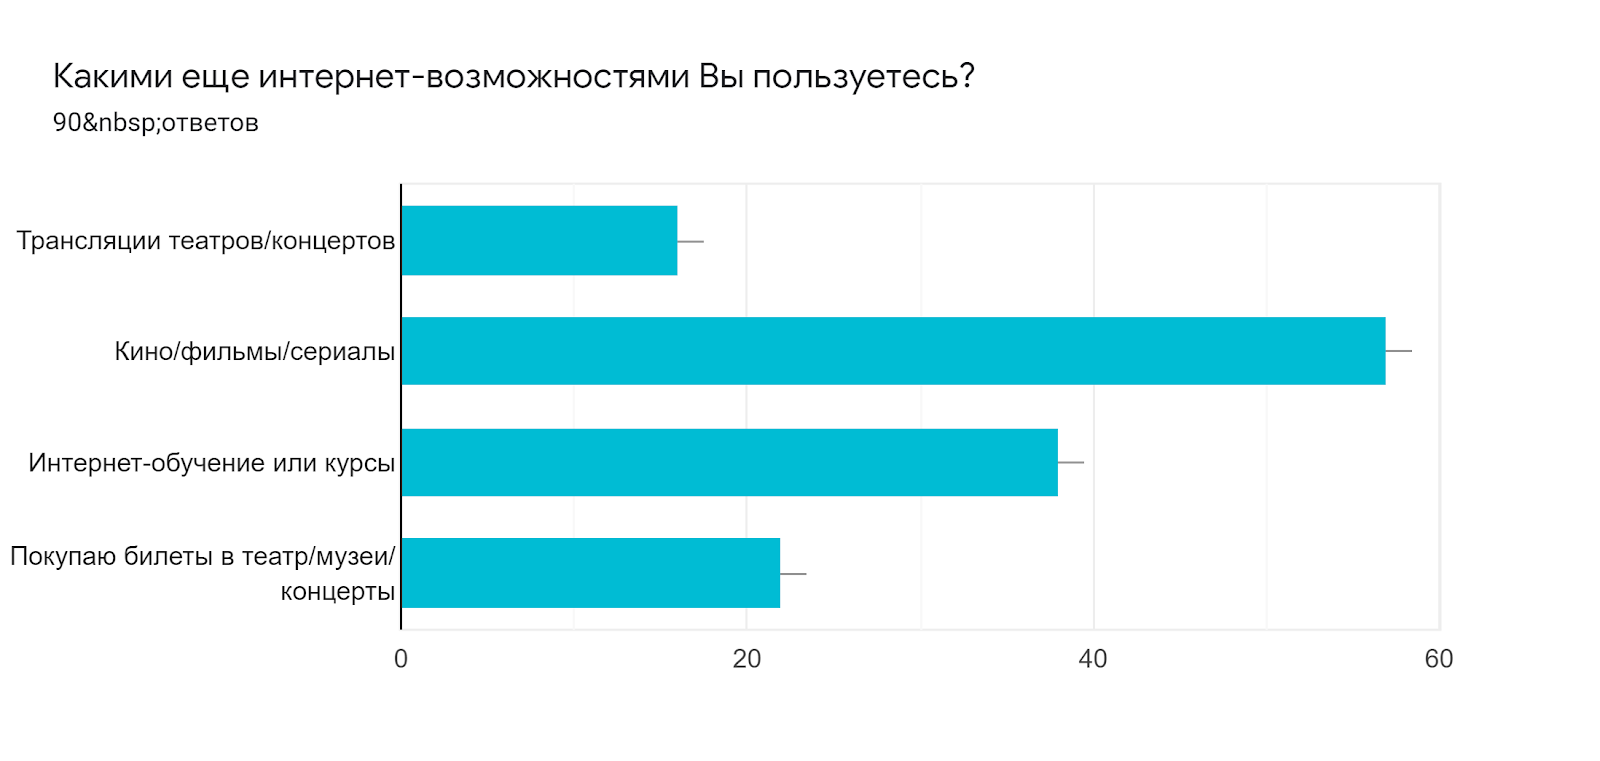 Какими еще интернет-возможностями Вы пользуетесь?
90&nbsp;ответов
Трансляции театров/концертов
Кино/фильмы/сериалы
Интернет-обучение или курсы
Покупаю билеты в театр/музеи/
концерты
0 20 40 60